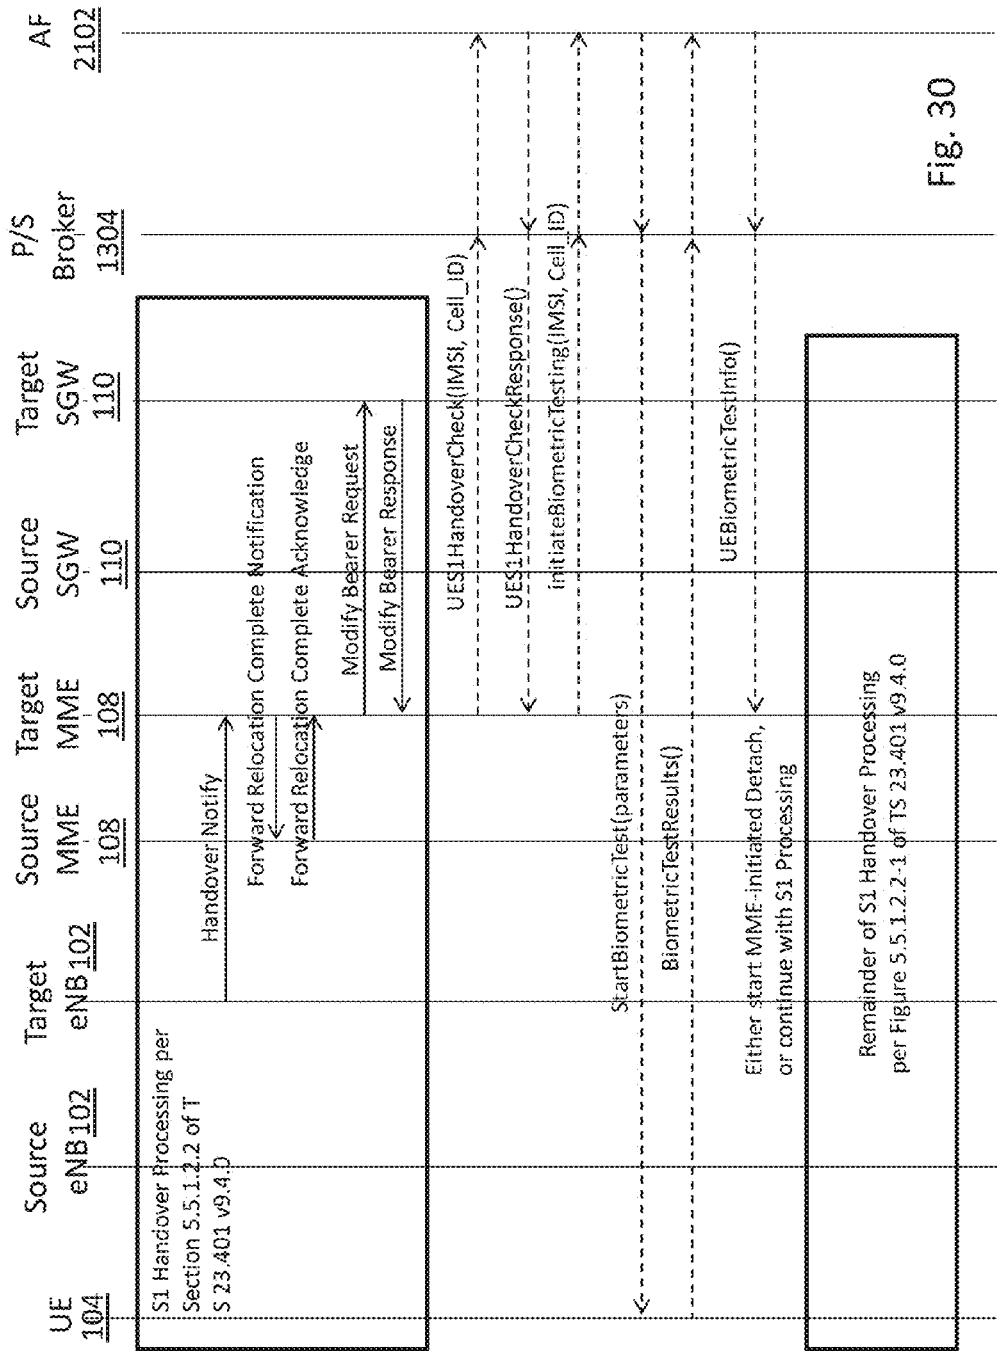 UE
104
Source
eNB 102
Target
eNB 102
Source
MME
108
Target
MME
108
Source
SGW
110
Target
SGW
110
P/S
Broker
1304
AF
2102
S1 Handover Processing per
Section 5.5.1.2.2 of T
S 23.401 v9.4.0
Handover Notify
Forward Relocation Complete Notification
Forward Relocation Complete Acknowledge
Modify Bearer Request
Modify Bearer Response
UES1HandoverCheck(IMSI, Cell_ID)
UES1HandoverCheckResponse()
initiateBiometricTesting(IMSI, Cell_ID)
StartBiometricTest(parameters)
BiometricTestResults()
UEBiometricTestInfo()
Either start MME-initiated Detach,
or continue with S1 Processing
Remainder of S1 Handover Processing
per Figure 5.5.1.2.2-1 of TS 23.401 v9.4.0
Fig. 30